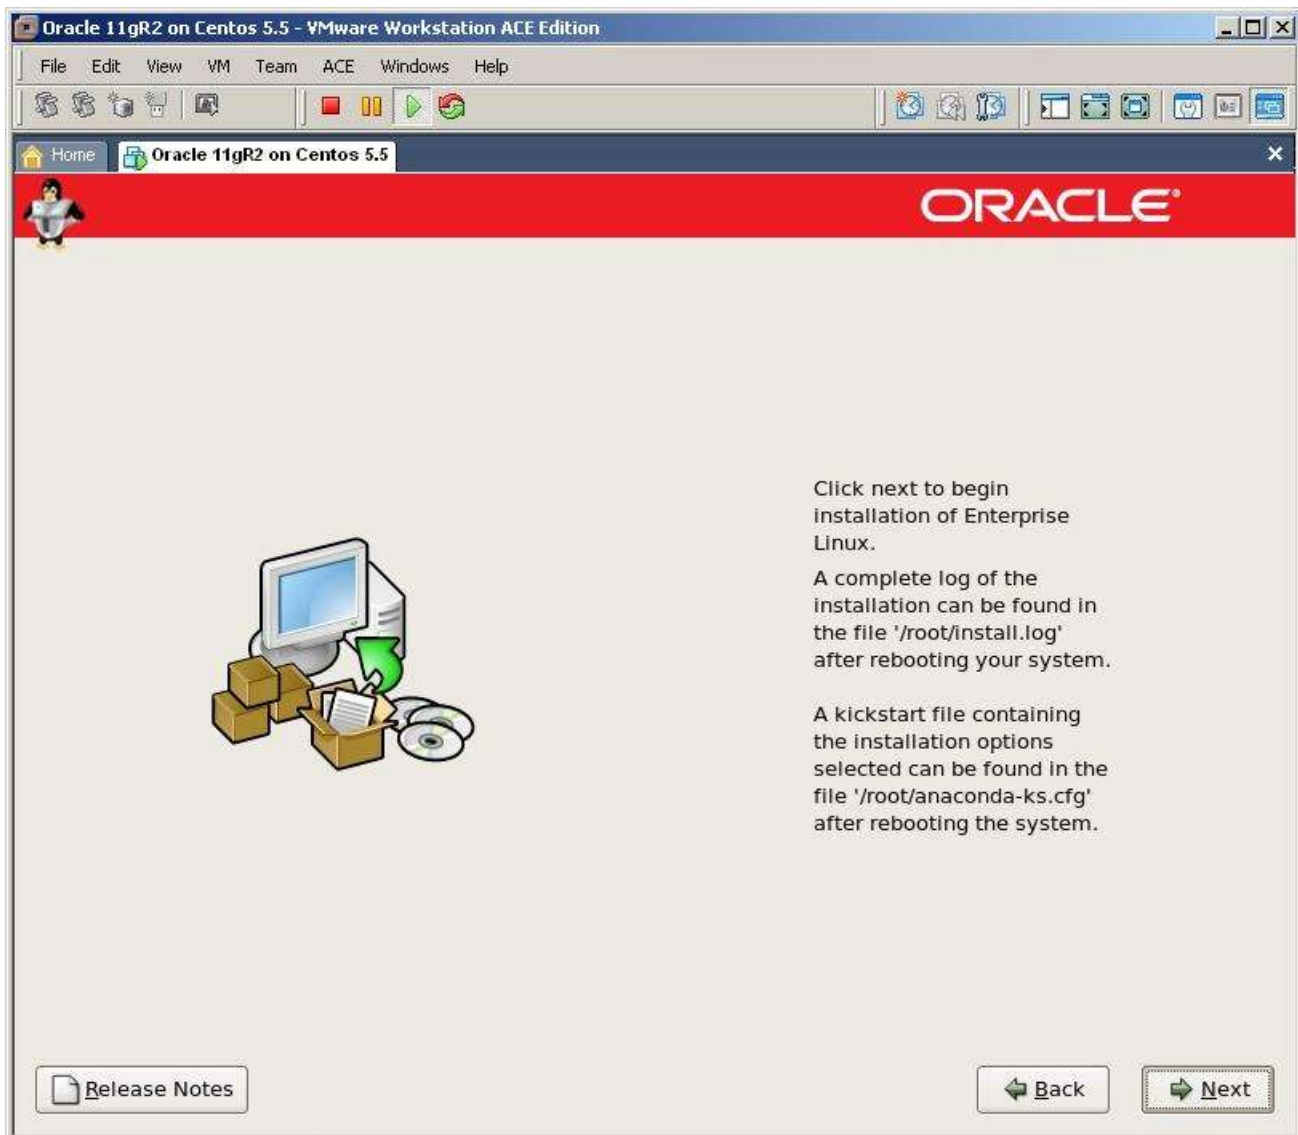 Oracle 11gR2 on Centos 5.5 - VMware Workstation ACE Edition
File Edit View VM Team ACE Windows Help
Home Oracle 11gR2 on Centos 5.5
ORACLE
Click next to begin
installation of Enterprise
Linux.
A complete log of the
installation can be found in
the file '/root/install.log'
after rebooting your system.
A kickstart file containing
the installation options
selected can be found in the
file '/root/anaconda-ks.cfg'
after rebooting the system.
Release Notes Back Next